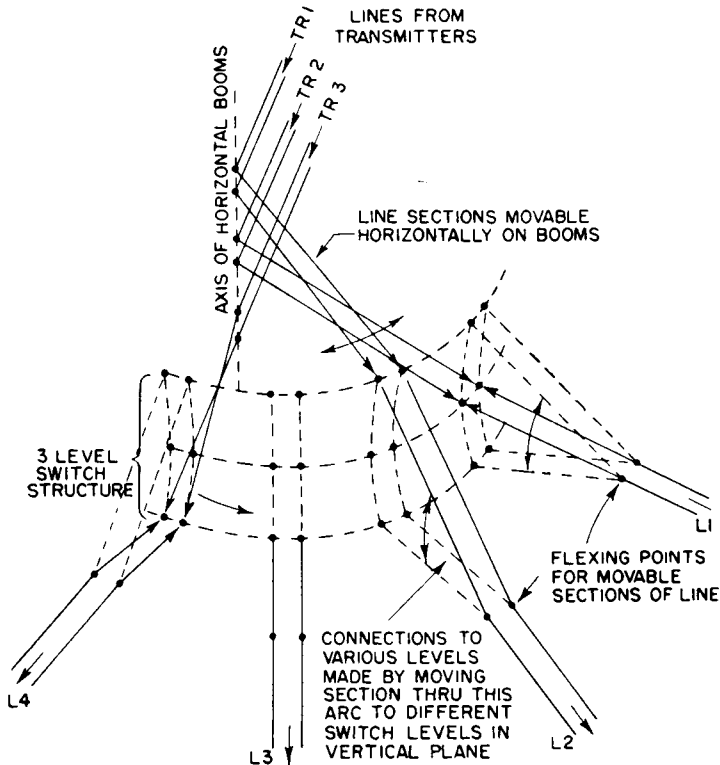 TR 1
LINES FROM
TRANSMITTERS
TR 2
TR 3
AXIS OF HORIZONTAL BOOMS
LINE SECTIONS MOVABLE
HORIZONTALLY ON BOOMS
3 LEVEL
SWITCH
STRUCTURE
L1
FLEXING POINTS
FOR MOVABLE
SECTIONS OF LINE
CONNECTIONS TO
VARIOUS LEVELS
MADE BY MOVING
SECTION THRU THIS
ARC TO DIFFERENT
SWITCH LEVELS IN
VERTICAL PLANE
L4
L3
L2